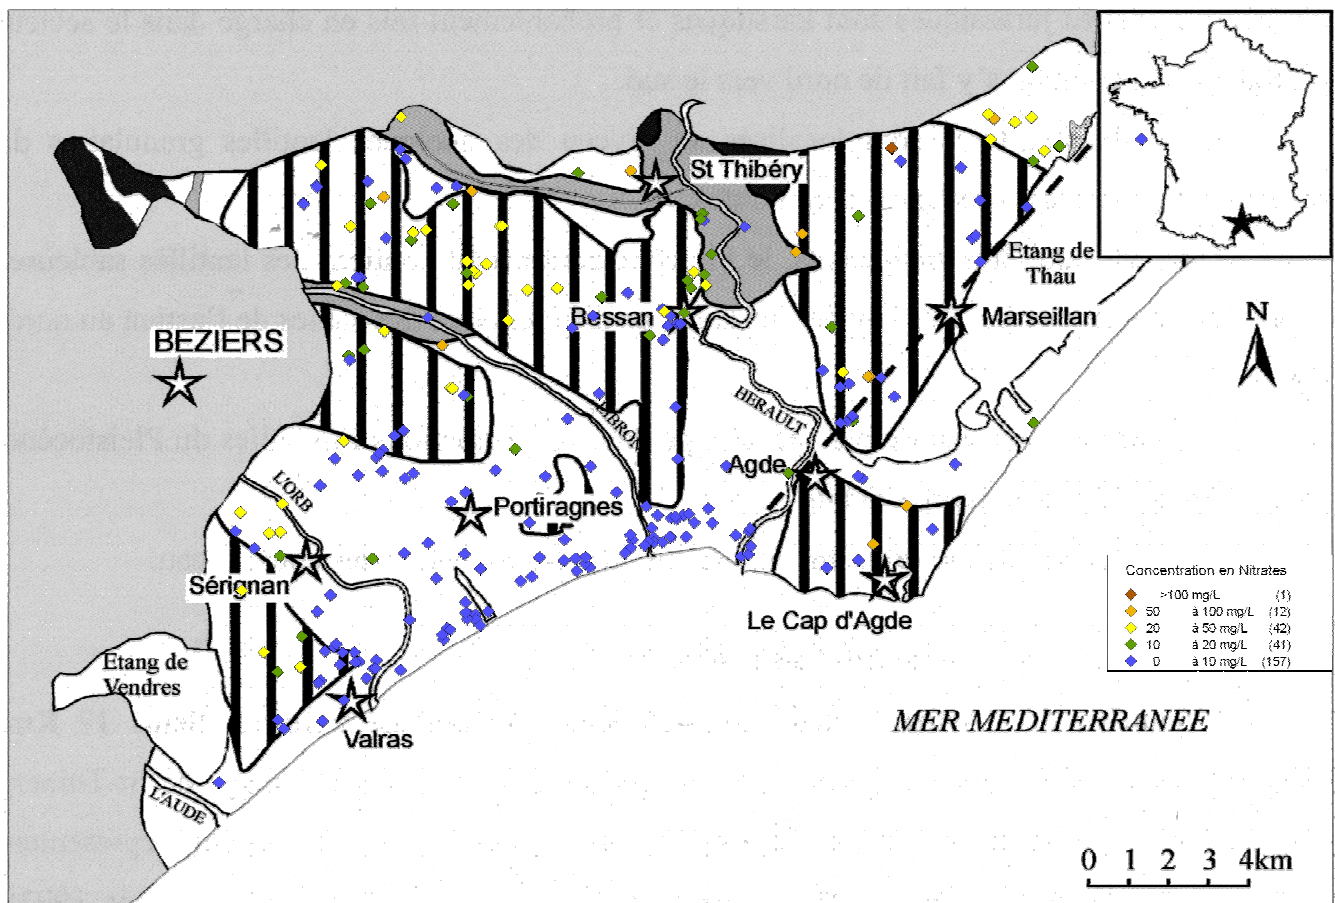 St Thibéry
Etang de
Thau
Bessan
Marseillan
N
BEZIERS
HERAULT
LIBRON
Agde
L'ORB
Portiragnes
Sérignan
Le Cap d'Agde
Concentration en Nitrates
>100 mg/L (1)
50 à 100 mg/L (12)
20 à 50 mg/L (42)
10 à 20 mg/L (41)
0 à 10 mg/L (157)
Etang de
Vendres
Valras
MER MEDITERRANEE
L'AUDE
0 1 2 3 4km